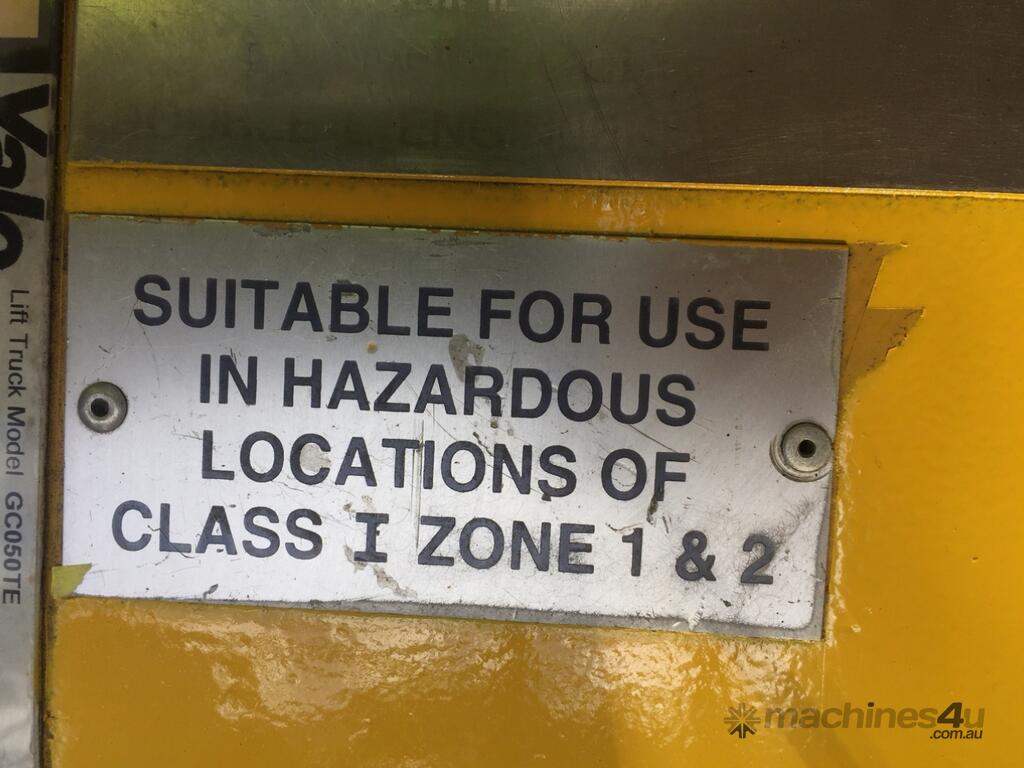 Yale
Lift Truck Model GC050TE
SUITABLE FOR USE
IN HAZARDOUS
LOCATIONS OF
CLASS I ZONE 1 & 2
machines4u
.com.au